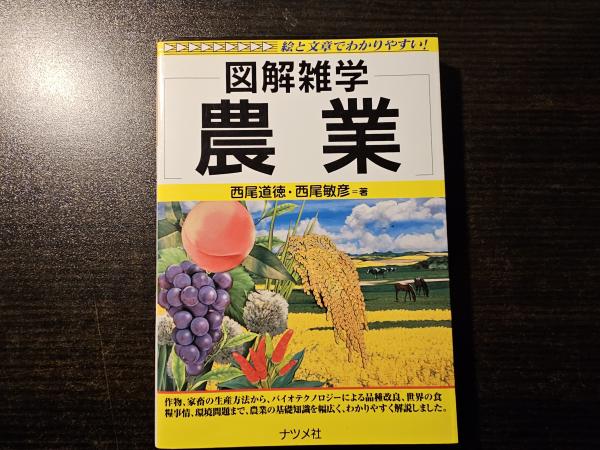 絵と文章でわかりやすい!
図解雑学
農業
西尾道徳・西尾敏彦=著
作物、家畜の生産方法から、バイオテクノロジーによる品種改良、世界の食
糧事情、環境問題まで、農業の基礎知識を幅広く、わかりやすく解説しました。
ナツメ社